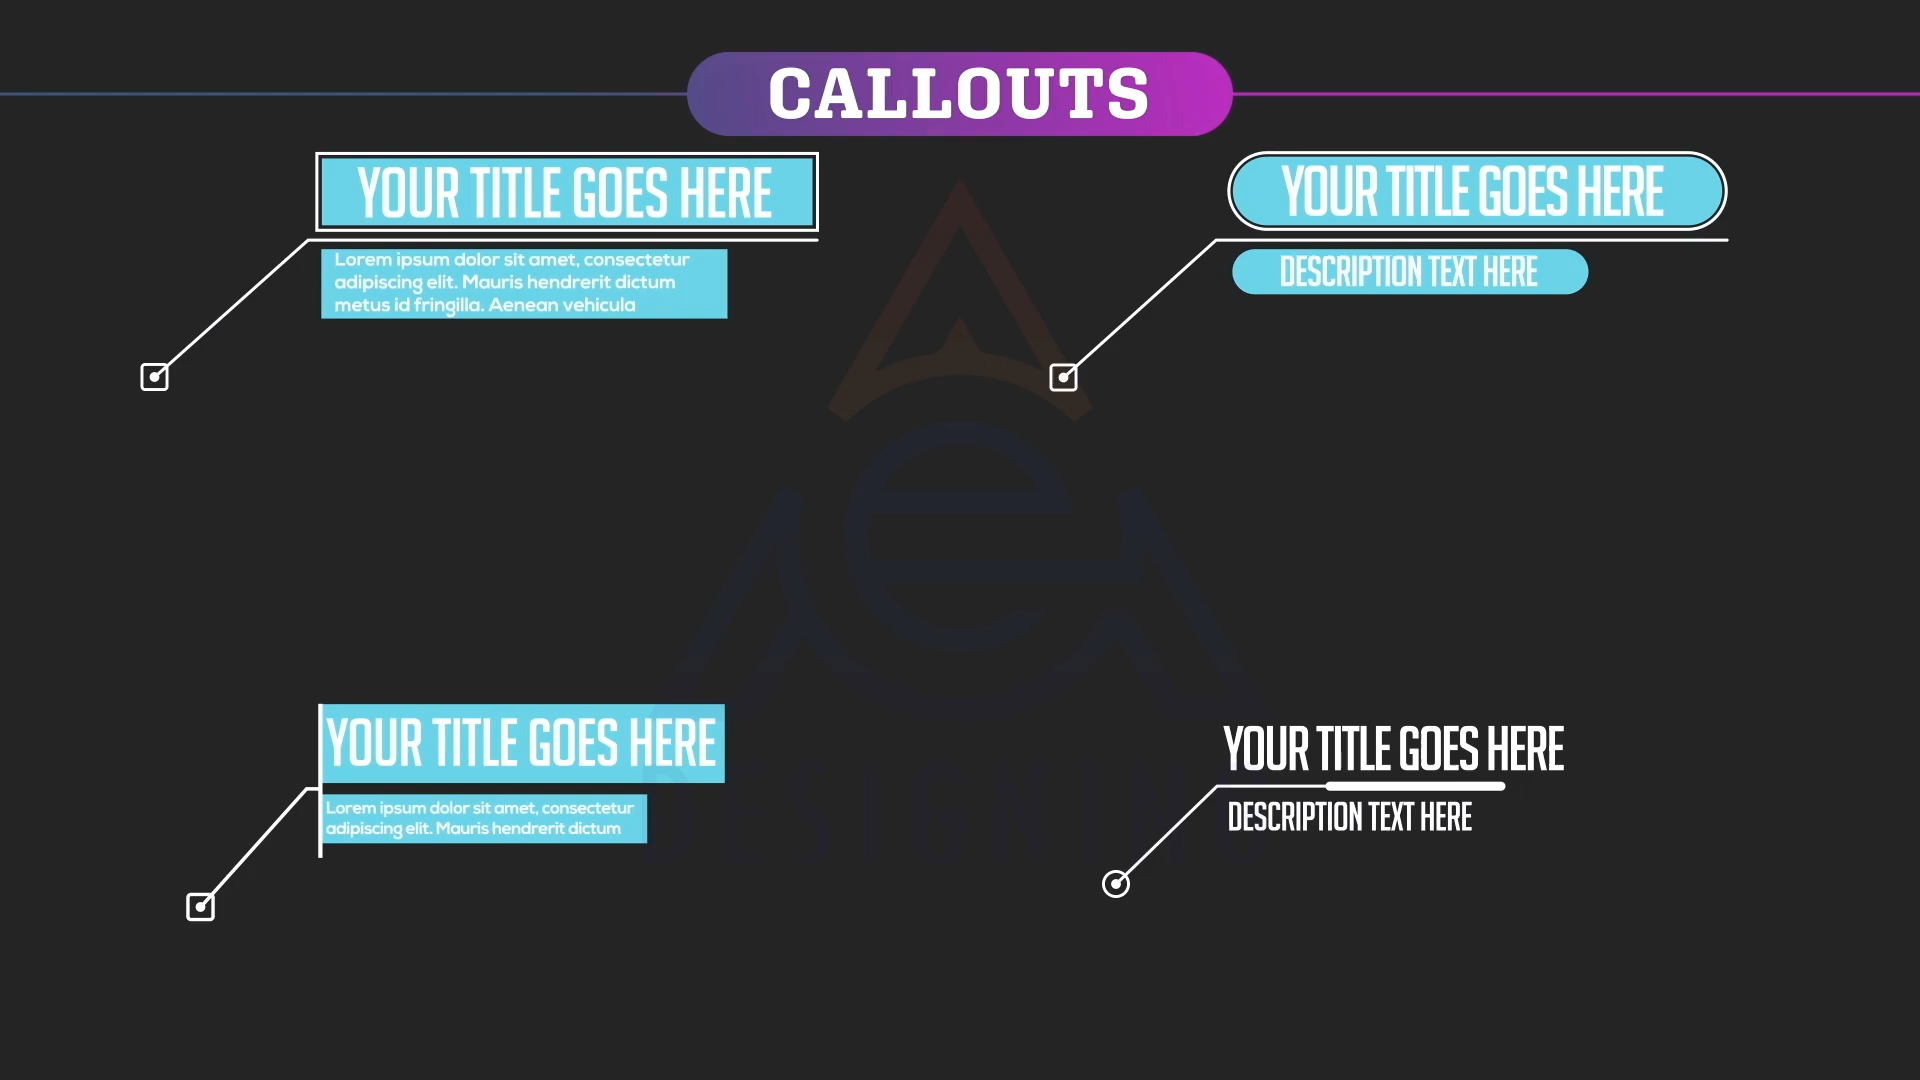 CALLOUTS
YOUR TITLE GOES HERE
Lorem ipsum dolor sit amet, consectetur
adipiscing elit. Mauris hendrerit dictum
metus id fringilla. Aenean vehicula
YOUR TITLE GOES HERE
DESCRIPTION TEXT HERE
YOUR TITLE GOES HERE
Lorem ipsum dolor sit amet, consectetur
adipiscing elit. Mauris hendrerit dictum
YOUR TITLE GOES HERE
DESCRIPTION TEXT HERE